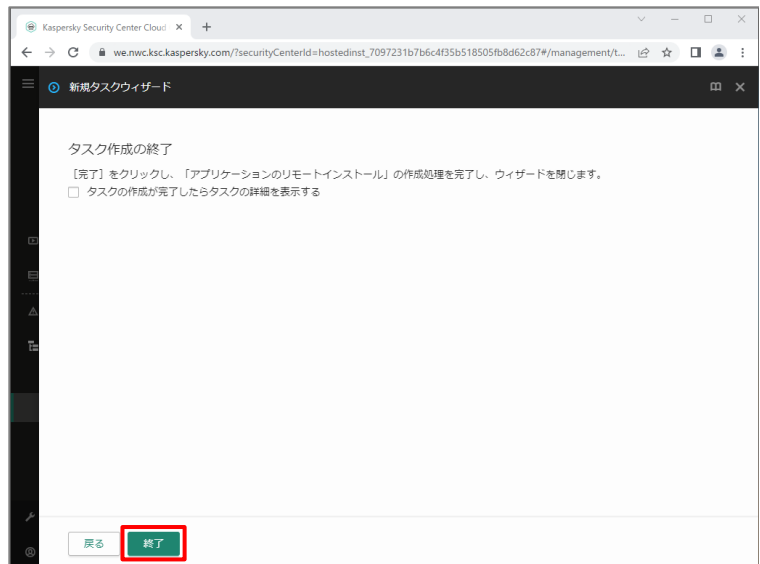 Kaspersky Security Center Cloud
we.nwc.ksc.kaspersky.com/?securityCenterId=hostedinst_7097231b7b6c4f35b518505fb8d62c87#/management/t...
新規タスクウィザード
タスク作成の終了
［完了］をクリックし、「アプリケーションのリモートインストール」の作成処理を完了し、ウィザードを閉じます。
タスクの作成が完了したらタスクの詳細を表示する
戻る
終了